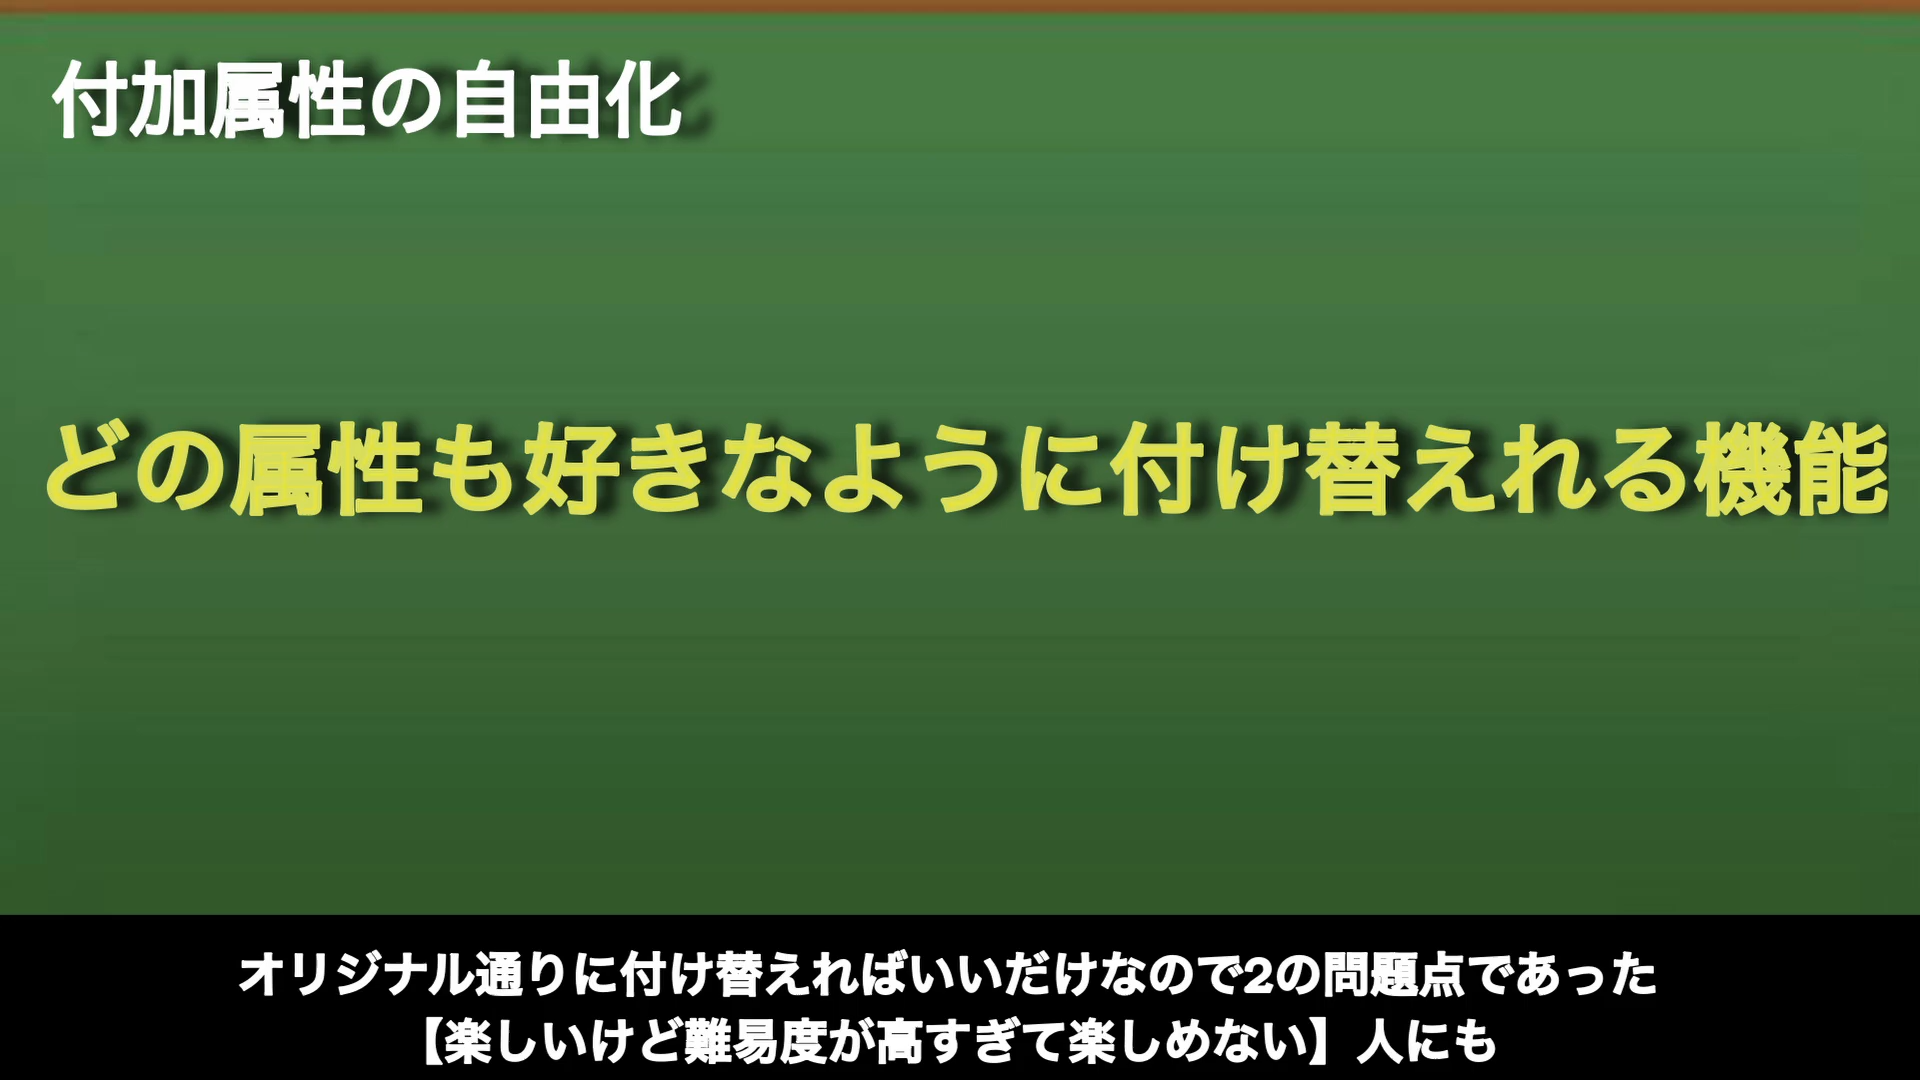 付加属性の自由化
どの属性も好きなように付け替えれる機能
オリジナル通りに付け替えればいいだけなので2の問題点であった
【楽しいけど難易度が高すぎて楽しめない】人にも